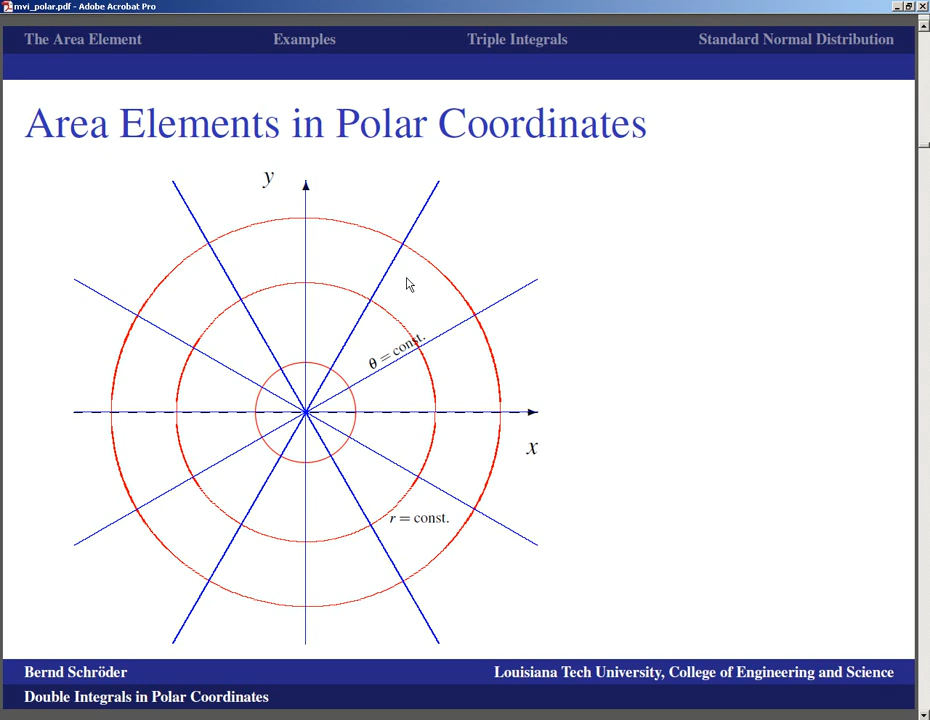 mvi_polar.pdf - Adobe Acrobat Pro
The Area Element Examples Triple Integrals Standard Normal Distribution
Area Elements in Polar Coordinates
y
θ = const.
x
r = const.
Bernd Schröder Louisiana Tech University, College of Engineering and Science
Double Integrals in Polar Coordinates